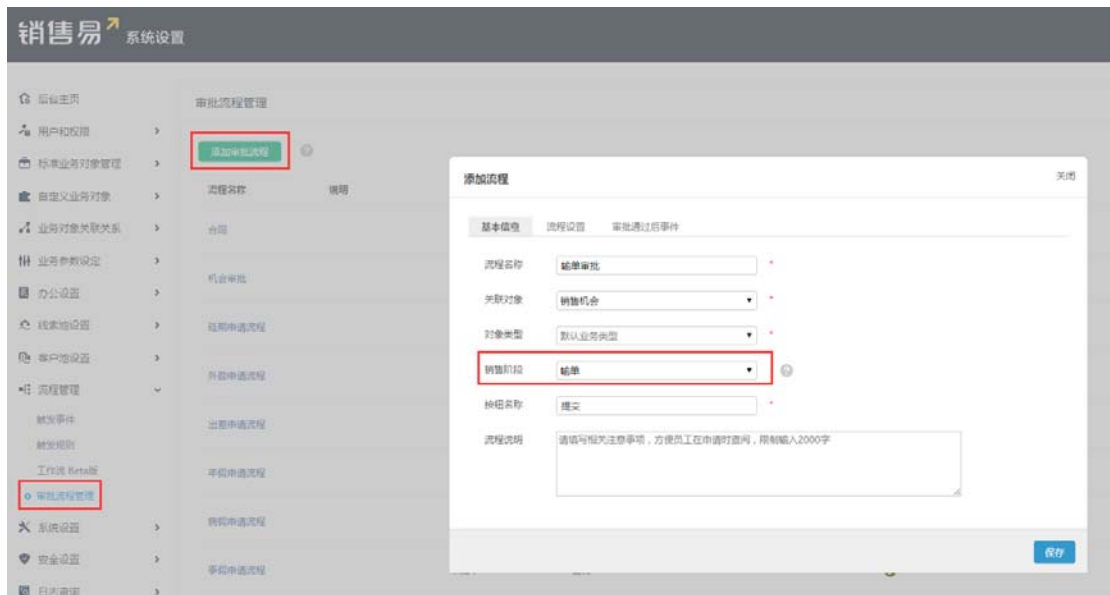 销售易 系统设置
后台主页
用户和权限
标准业务对象管理
自定义业务对象
业务对象关联关系
业务参数设定
办公设置
线索池设置
客户池设置
流程管理
触发事件
触发规则
工作流 Beta版
审批流程管理
系统设置
安全设置
日志查询
审批流程管理
添加审批流程
流程名称 说明
合同
机会审批
延期申请流程
外勤申请流程
出差申请流程
年假申请流程
病假申请流程
事假申请流程
添加流程 关闭
基本信息 流程设置 审批通过后事件
流程名称 输单审批 *
关联对象 销售机会 *
对象类型 默认业务类型 *
销售阶段 输单
按钮名称 提交 *
流程说明 请填写相关注意事项，方便员工在申请时查阅，限制输入2000字
保存